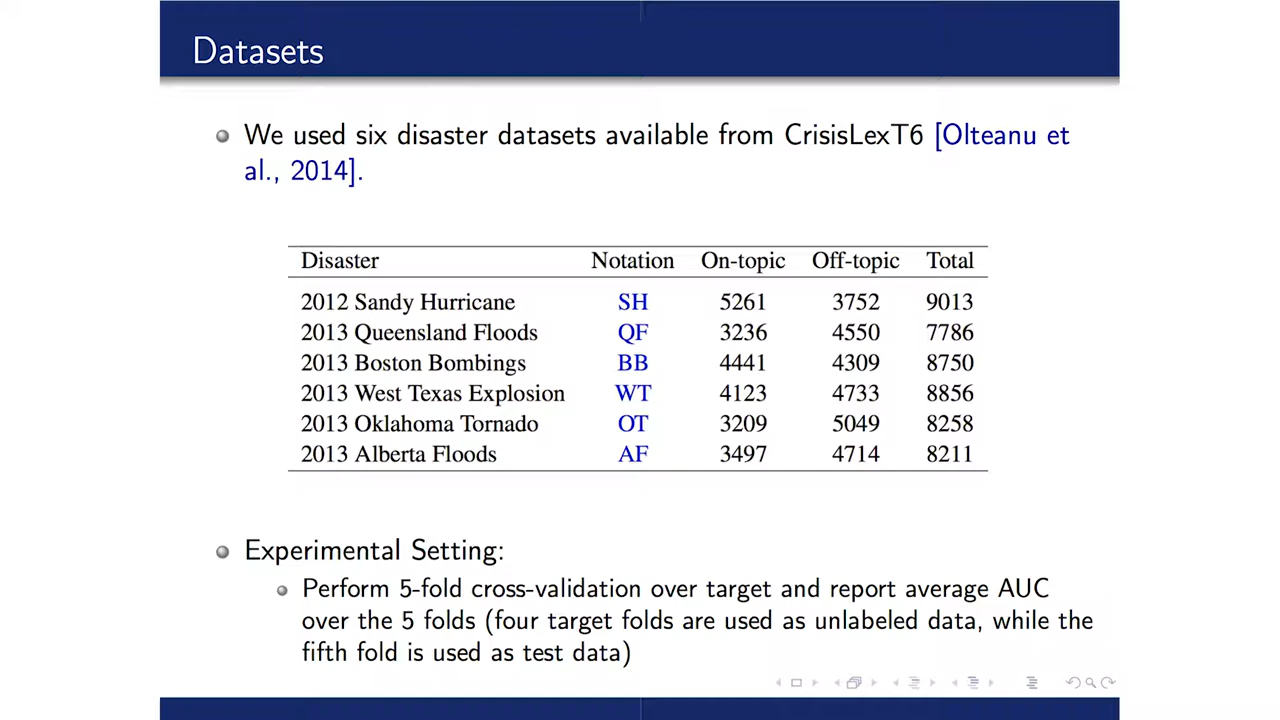 Datasets
We used six disaster datasets available from CrisisLexT6 [Olteanu et
al., 2014].
Disaster Notation On-topic Off-topic Total
2012 Sandy Hurricane SH 5261 3752 9013
2013 Queensland Floods QF 3236 4550 7786
2013 Boston Bombings BB 4441 4309 8750
2013 West Texas Explosion WT 4123 4733 8856
2013 Oklahoma Tornado OT 3209 5049 8258
2013 Alberta Floods AF 3497 4714 8211
Experimental Setting:
Perform 5-fold cross-validation over target and report average AUC
over the 5 folds (four target folds are used as unlabeled data, while the
fifth fold is used as test data)